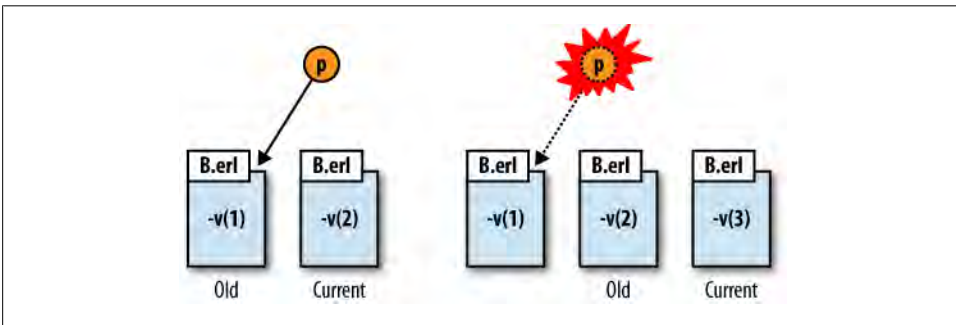 p p
B.erl B.erl B.erl B.erl B.erl
-v(1) -v(2) -v(1) -v(2) -v(3)
Old Current Old Current